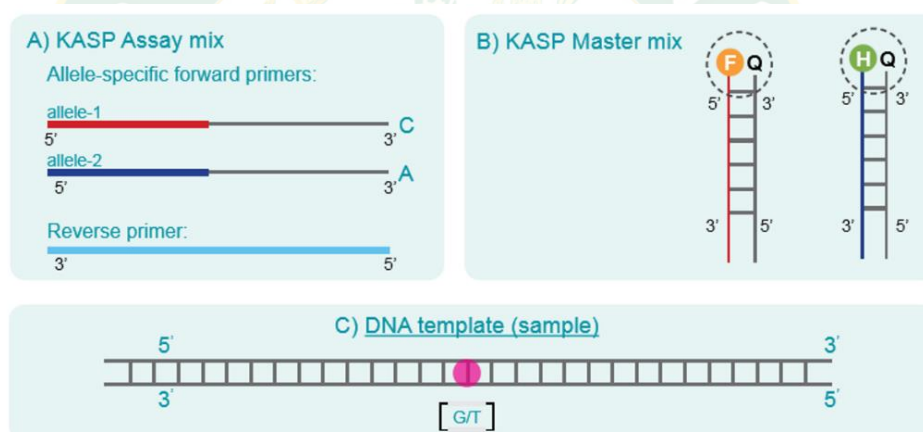 A) KASP Assay mix
Allele-specific forward primers:
allele-1
5' 3' C
allele-2
5' 3' A
Reverse primer:
3' 5'
B) KASP Master mix
F Q
5' 3'
3' 5'
H Q
5' 3'
3' 5'
C) DNA template (sample)
5' 3'
3' 5'
[ G/T ]